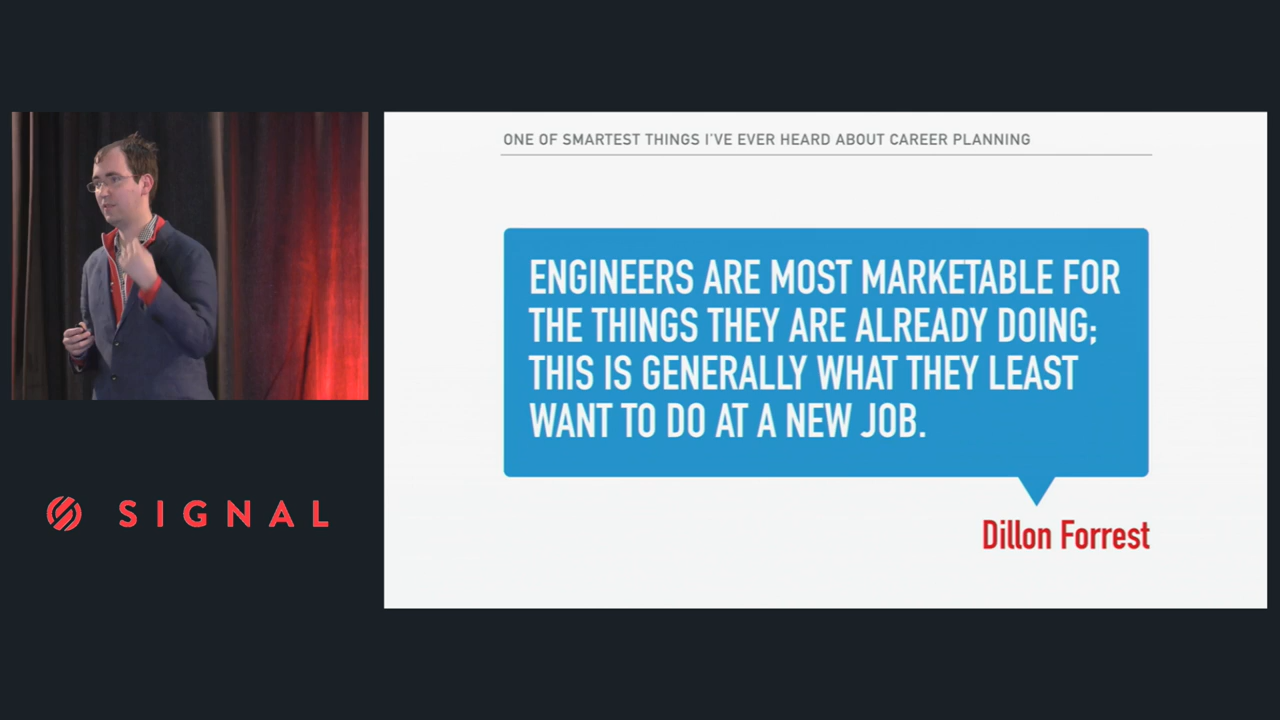 ONE OF SMARTEST THINGS I'VE EVER HEARD ABOUT CAREER PLANNING
ENGINEERS ARE MOST MARKETABLE FOR
THE THINGS THEY ARE ALREADY DOING;
THIS IS GENERALLY WHAT THEY LEAST
WANT TO DO AT A NEW JOB.
Dillon Forrest
SIGNAL